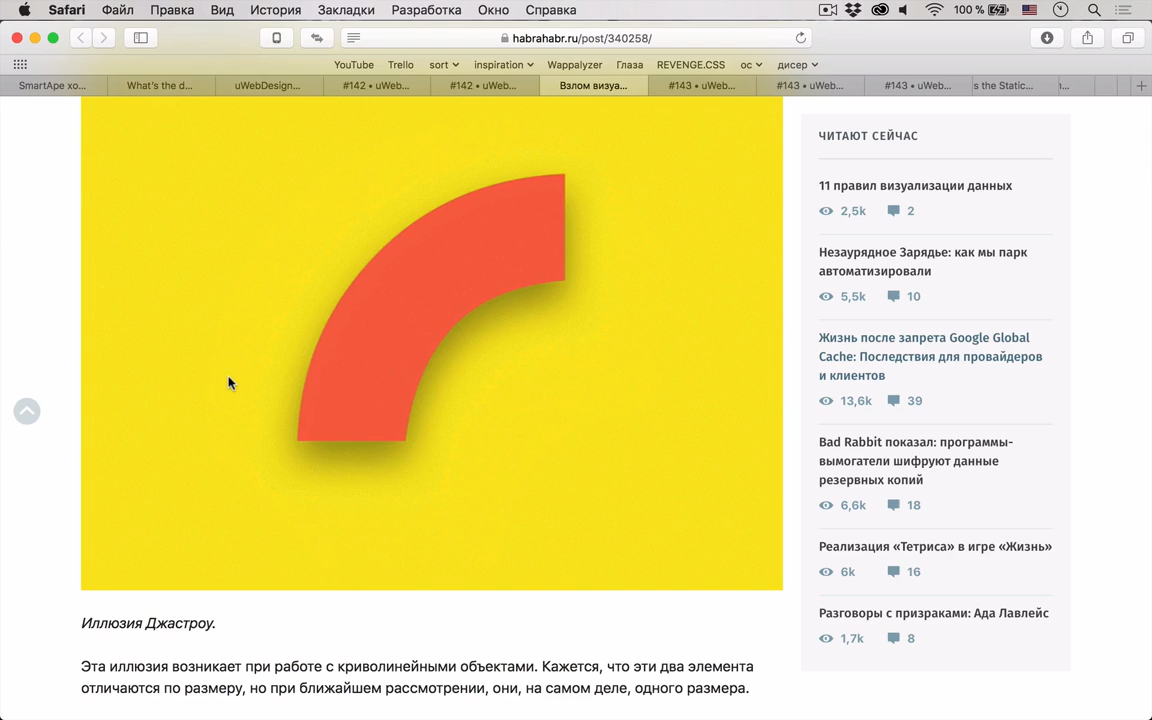 Safari Файл Правка Вид История Закладки Разработка Окно Справка 100 %
habrahabr.ru/post/340258/
YouTube Trello sort inspiration Wappalyzer Глаза REVENGE.CSS ос дисер
SmartApe хо... What's the d... uWebDesign... #142 • uWeb... #142 • uWeb... Взлом визуа... #143 • uWeb... #143 • uWeb... #143 • uWeb... s the Static...
ЧИТАЮТ СЕЙЧАС
11 правил визуализации данных
2,5k 2
Незаурядное Зарядье: как мы парк
автоматизировали
5,5k 10
Жизнь после запрета Google Global
Cache: Последствия для провайдеров
и клиентов
13,6k 39
Bad Rabbit показал: программы-
вымогатели шифруют данные
резервных копий
6,6k 18
Реализация «Тетриса» в игре «Жизнь»
6k 16
Разговоры с призраками: Ада Лавлейс
1,7k 8
Иллюзия Джастроу.
Эта иллюзия возникает при работе с криволинейными объектами. Кажется, что эти два элемента
отличаются по размеру, но при ближайшем рассмотрении, они, на самом деле, одного размера.